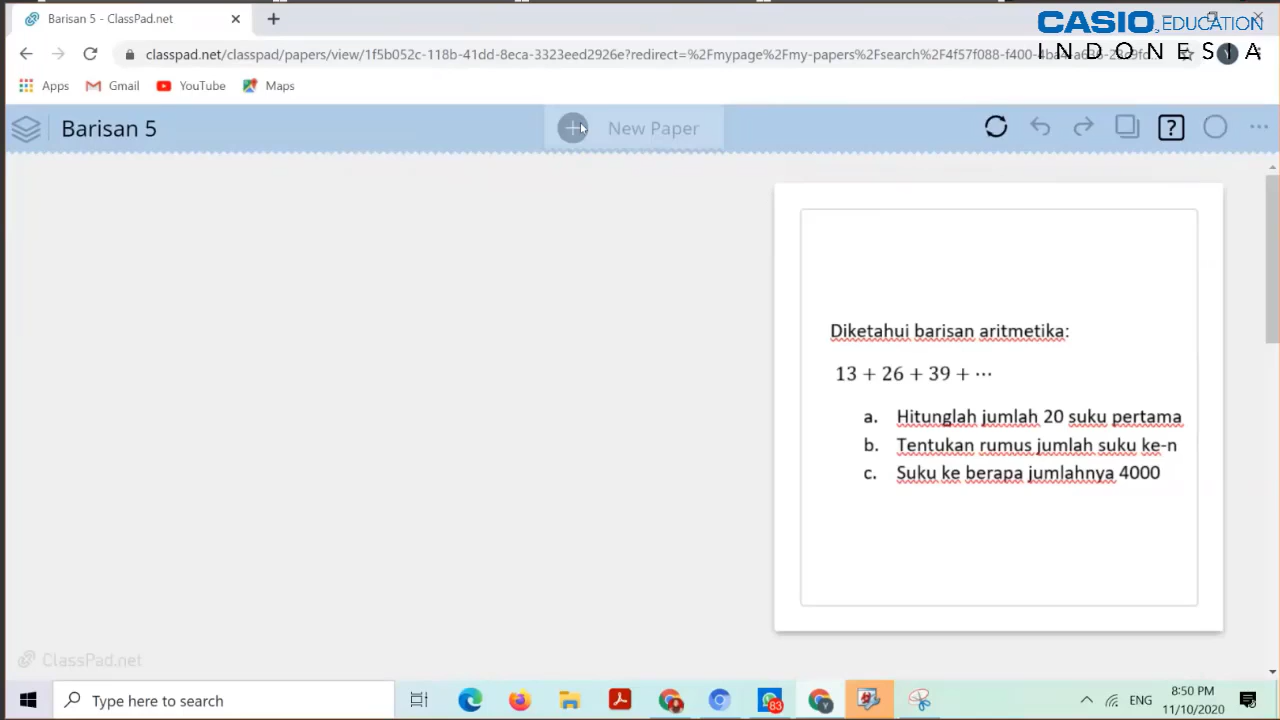 Barisan 5 - ClassPad.net
CASIO EDUCATION
INDONESIA
classpad.net/classpad/papers/view/1f5b052c-118b-41dd-8eca-3323eed2926e?redirect=%2Fmypage%2Fmy-papers%2Fsearch%2F4f57f088-f400-
Apps Gmail YouTube Maps
Barisan 5
New Paper
Diketahui barisan aritmetika:
13 + 26 + 39 + ⋯
a. Hitunglah jumlah 20 suku pertama
b. Tentukan rumus jumlah suku ke-n
c. Suku ke berapa jumlahnya 4000
ClassPad.net
Type here to search
83
ENG
8:50 PM
11/10/2020